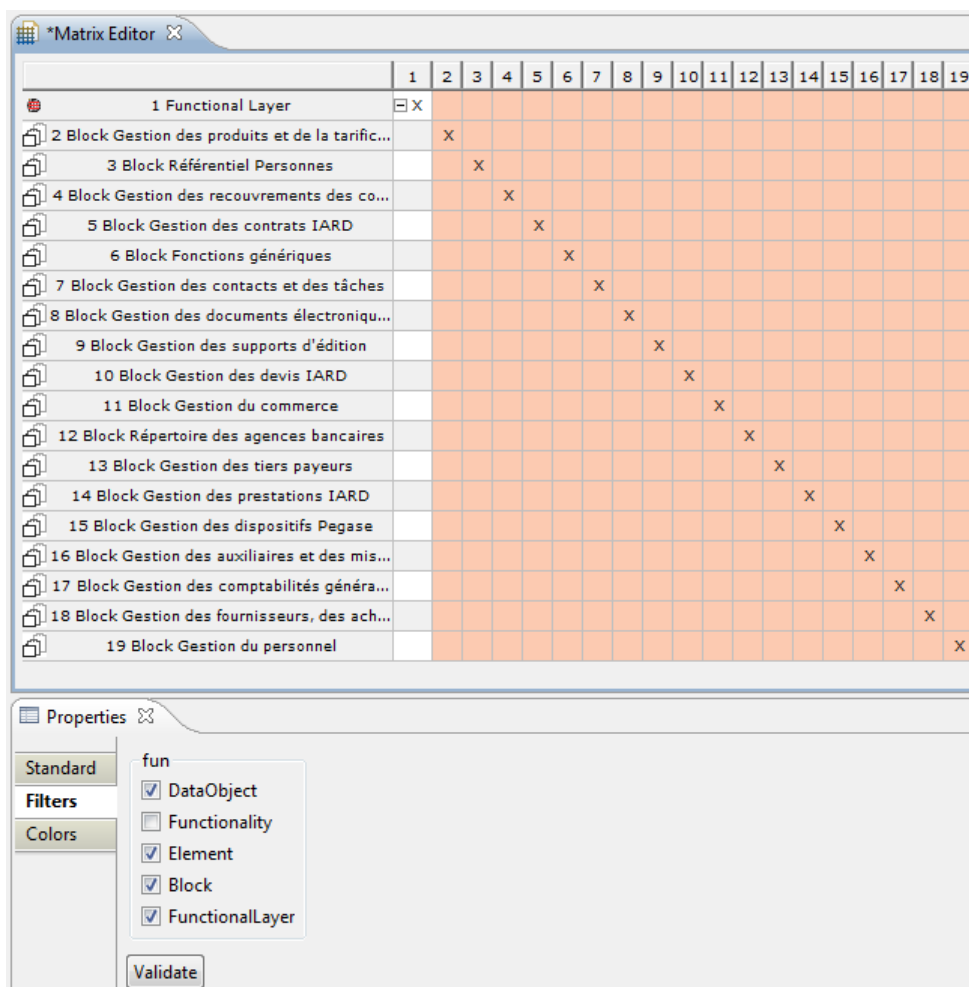 *Matrix Editor
1 2 3 4 5 6 7 8 9 10 11 12 13 14 15 16 17 18 19
1 Functional Layer X
2 Block Gestion des produits et de la tarific... X
3 Block Référentiel Personnes X
4 Block Gestion des recouvrements des co... X
5 Block Gestion des contrats IARD X
6 Block Fonctions génériques X
7 Block Gestion des contacts et des tâches X
8 Block Gestion des documents électroniqu... X
9 Block Gestion des supports d'édition X
10 Block Gestion des devis IARD X
11 Block Gestion du commerce X
12 Block Répertoire des agences bancaires X
13 Block Gestion des tiers payeurs X
14 Block Gestion des prestations IARD X
15 Block Gestion des dispositifs Pegase X
16 Block Gestion des auxiliaires et des mis... X
17 Block Gestion des comptabilités généra... X
18 Block Gestion des fournisseurs, des ach... X
19 Block Gestion du personnel X
Properties
Standard
Filters
Colors
fun
DataObject
Functionality
Element
Block
FunctionalLayer
Validate